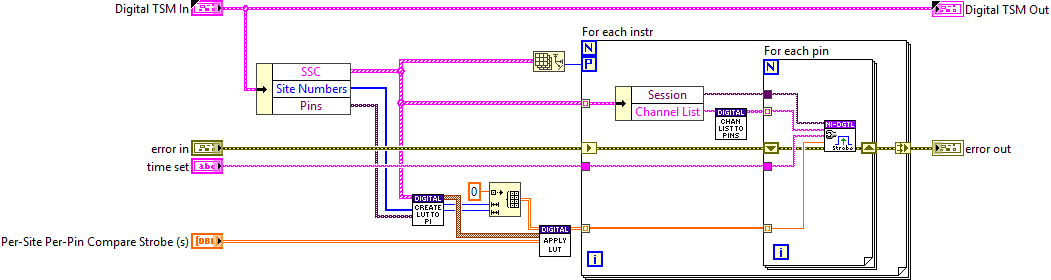 Digital TSM In
Digital TSM Out
For each instr
N
P
For each pin
N
SSC
Site Numbers
Pins
Session
Channel List
DIGITAL
CHAN
LIST TO
PINS
NI-DGTL
Strobe
error in
error out
time set
abc
DIGITAL
CREATE
LUT TO
PI
0
DIGITAL
APPLY
LUT
Per-Site Per-Pin Compare Strobe (s)
DBL
i
i